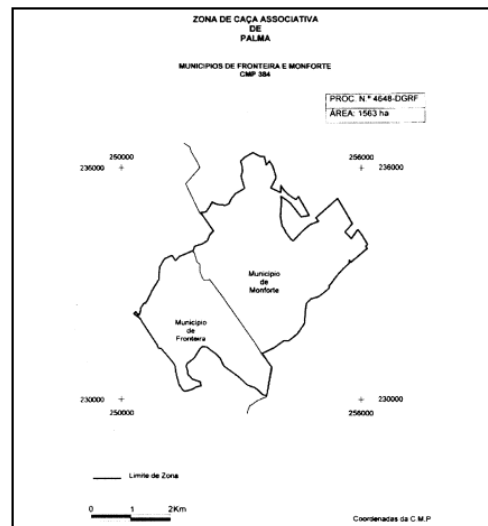 ZONA DE CAÇA ASSOCIATIVA
DE
PALMA
MUNICIPIOS DE FRONTEIRA E MONFORTE
CMP 384
PROC. N.º 4648-DGRF
ÁREA: 1563 ha
250000
256000
236000
236000
Municipio
de
Monforte
Municipio
de
Fronteira
230000
230000
250000
256000
Limite de Zona
0 1 2Km
Coordenadas da C.M.P